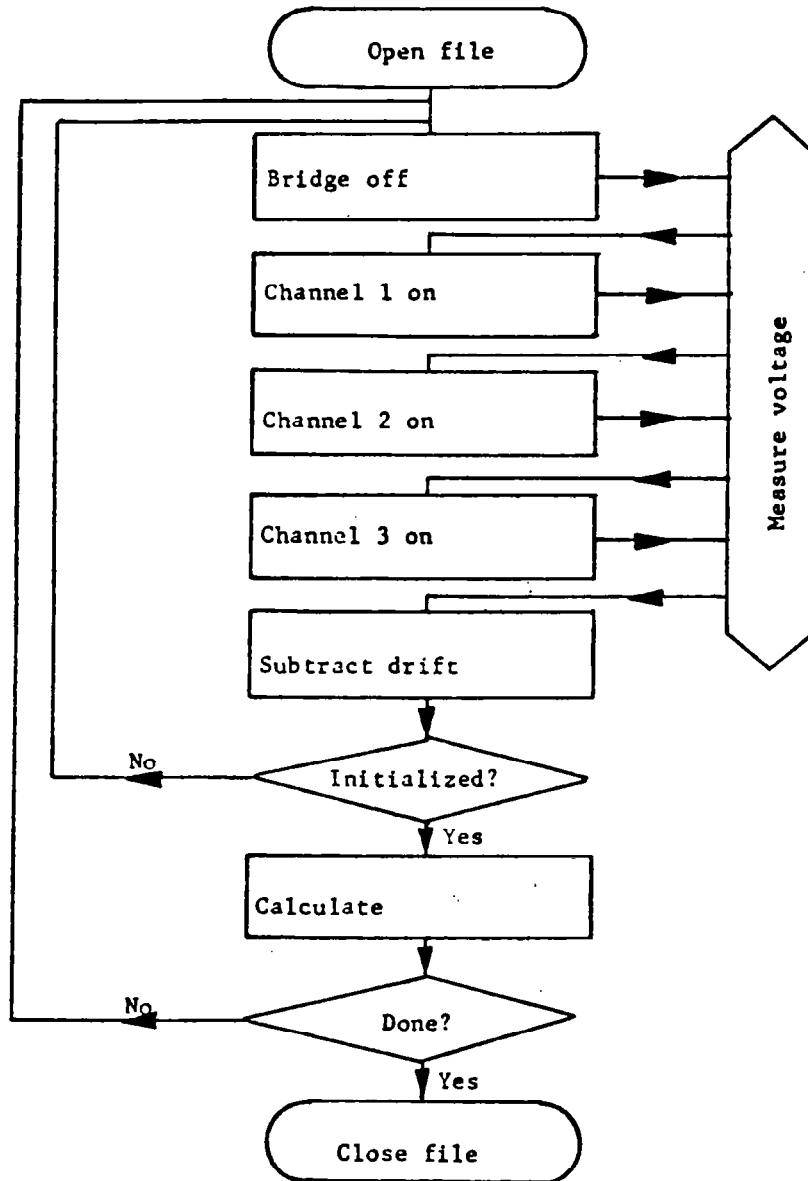 Open file
Bridge off
Channel 1 on
Channel 2 on
Channel 3 on
Measure voltage
Subtract drift
No
Initialized?
Yes
Calculate
No
Done?
Yes
Close file